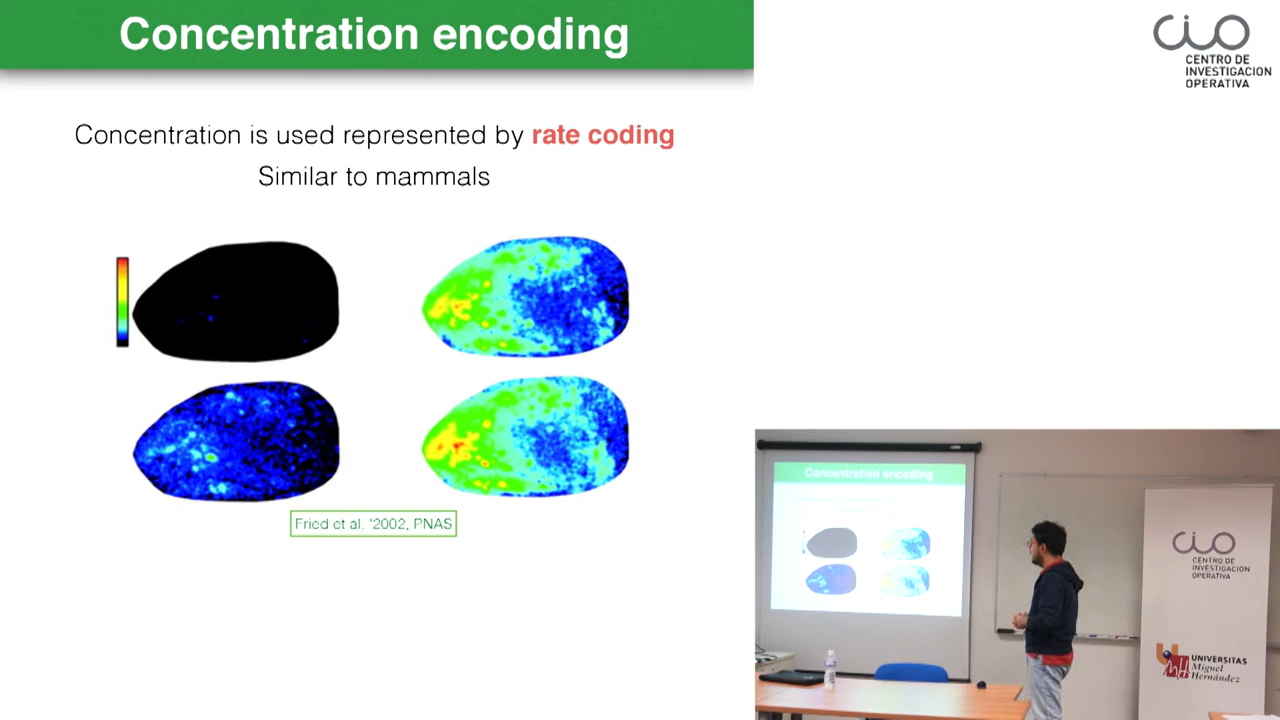 Concentration encoding
CENTRO DE
INVESTIGACION
OPERATIVA
Concentration is used represented by rate coding
Similar to mammals
Fried et al. '2002, PNAS
Concentration encoding
CENTRO DE
INVESTIGACION
OPERATIVA
UNIVERSITAS
Miguel
Hernández